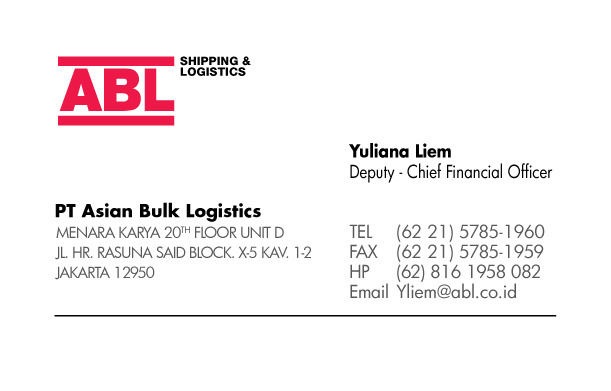 ABL
SHIPPING &
LOGISTICS
Yuliana Liem
Deputy - Chief Financial Officer
PT Asian Bulk Logistics
MENARA KARYA 20TH FLOOR UNIT D
JL. HR. RASUNA SAID BLOCK. X-5 KAV. 1-2
JAKARTA 12950
TEL (62 21) 5785-1960
FAX (62 21) 5785-1959
HP (62) 816 1958 082
Email Yliem@abl.co.id